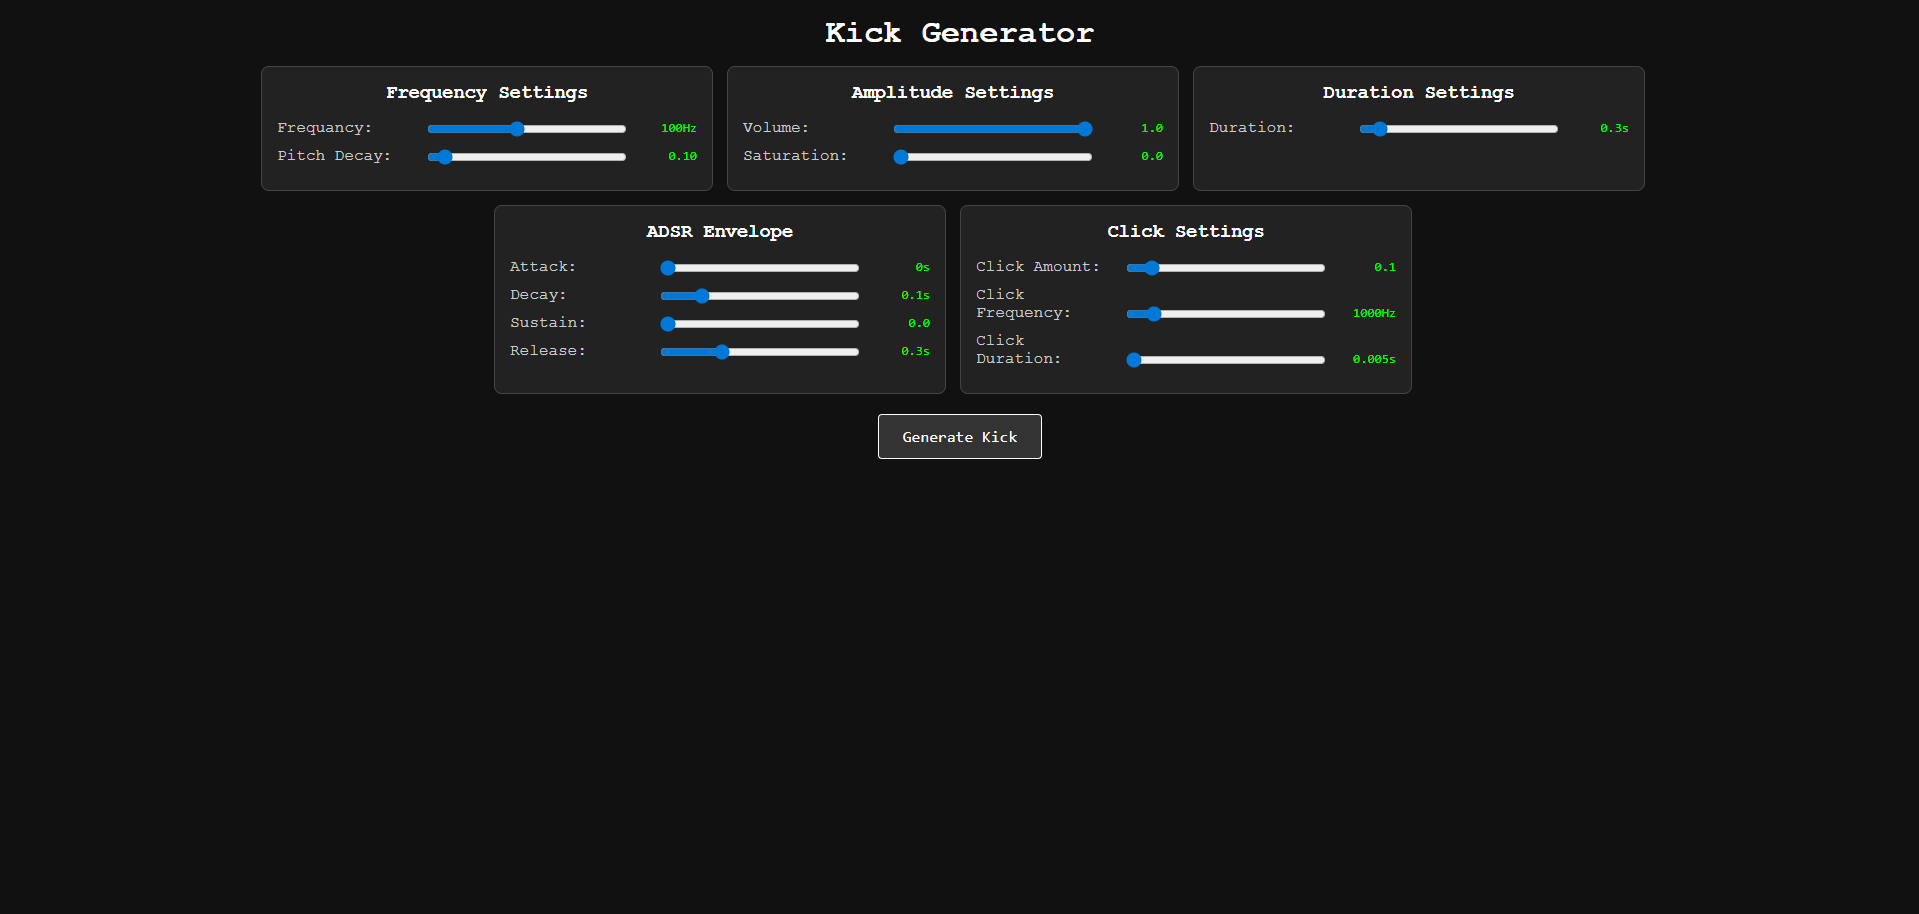 Kick Generator
Frequency Settings
Frequancy: 100Hz
Pitch Decay: 0.10
Amplitude Settings
Volume: 1.0
Saturation: 0.0
Duration Settings
Duration: 0.3s
ADSR Envelope
Attack: 0s
Decay: 0.1s
Sustain: 0.0
Release: 0.3s
Click Settings
Click Amount: 0.1
Click
Frequency: 1000Hz
Click
Duration: 0.005s
Generate Kick